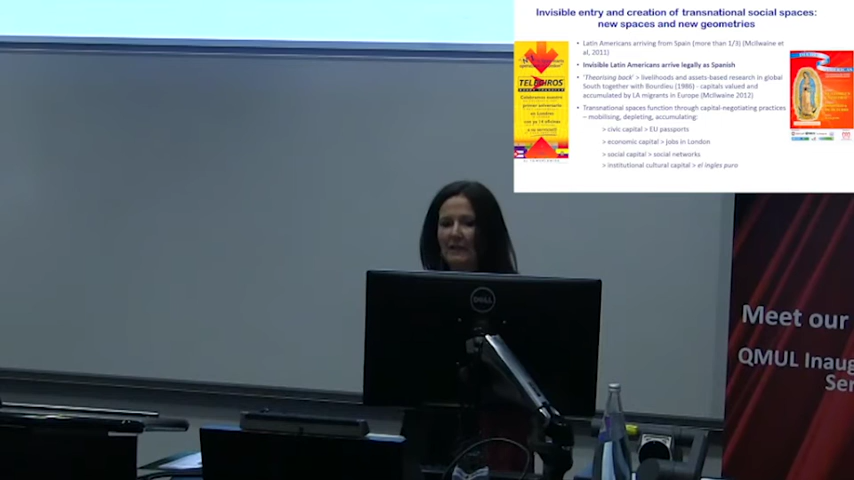 Invisible entry and creation of transnational social spaces:
new spaces and new geometries
• Latin Americans arriving from Spain (more than 1/3) (McIlwaine et
al, 2011)
• Invisible Latin Americans arrive legally as Spanish
• 'Theorising back' > livelihoods and assets-based research in global
South together with Bourdieu (1986) - capitals valued and
accumulated by LA migrants in Europe (McIlwaine 2012)
• Transnational spaces function through capital-negotiating practices
– mobilising, depleting, accumulating:
> civic capital > EU passports
> economic capital > jobs in London
> social capital > social networks
> institutional cultural capital > el ingles puro
DELL
Meet our
QMUL Inaug
Ser